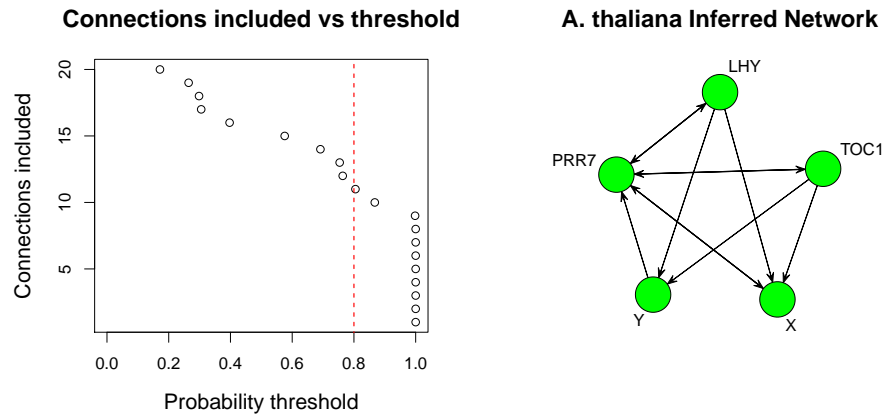 Connections included vs threshold
A. thaliana Inferred Network
Connections included
20
15
10
5
0.0 0.2 0.4 0.6 0.8 1.0
Probability threshold
LHY
TOC1
PRR7
Y
X